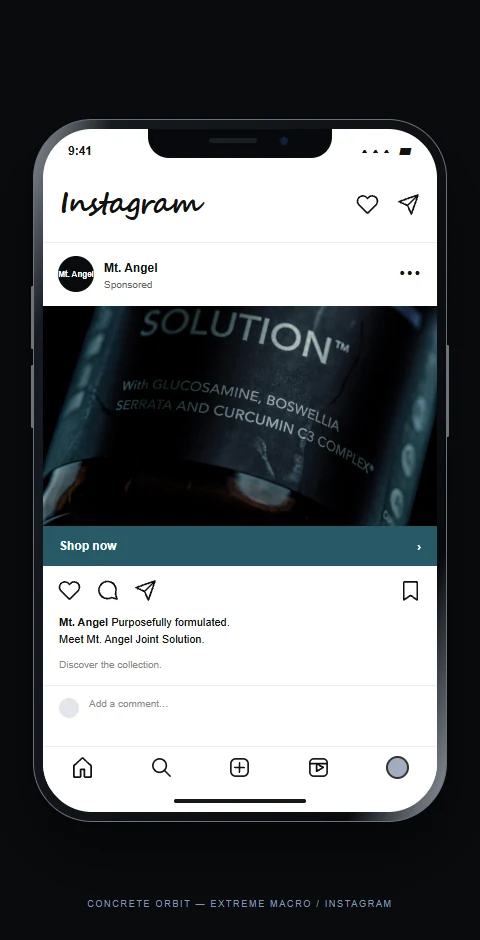 9:41
Instagram
Mt. Angel
Mt. Angel
Sponsored
SOLUTION™
With GLUCOSAMINE, BOSWELLIA
SERRATA AND CURCUMIN C3 COMPLEX®
Shop now
Mt. Angel Purposefully formulated.
Meet Mt. Angel Joint Solution.
Discover the collection.
Add a comment...
CONCRETE ORBIT — EXTREME MACRO / INSTAGRAM